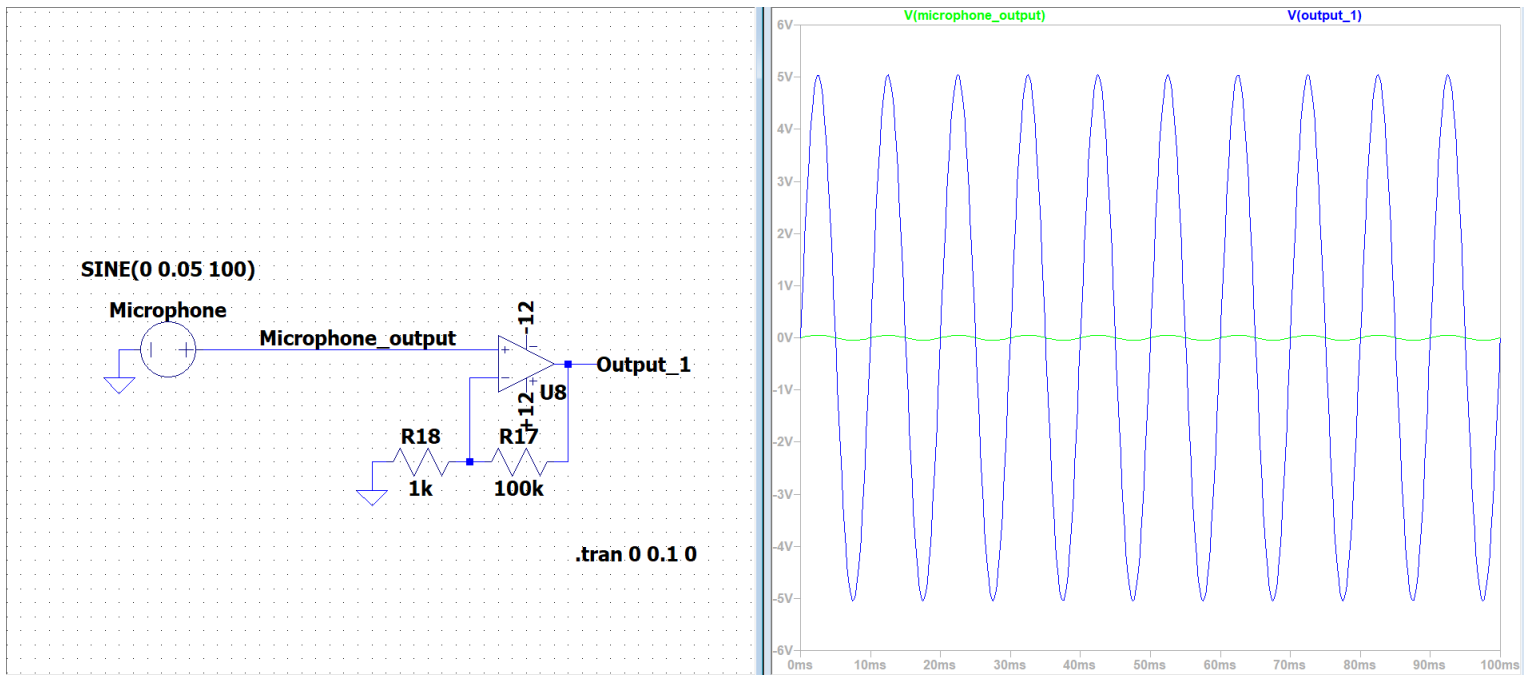 SINE(0 0.05 100)
Microphone
Microphone_output
-12
+
−
−
+
Output_1
U8
+12
R18
R17
1k
100k
.tran 0 0.1 0
V(microphone_output)
V(output_1)
6V
5V
4V
3V
2V
1V
0V
-1V
-2V
-3V
-4V
-5V
-6V
0ms 10ms 20ms 30ms 40ms 50ms 60ms 70ms 80ms 90ms 100ms